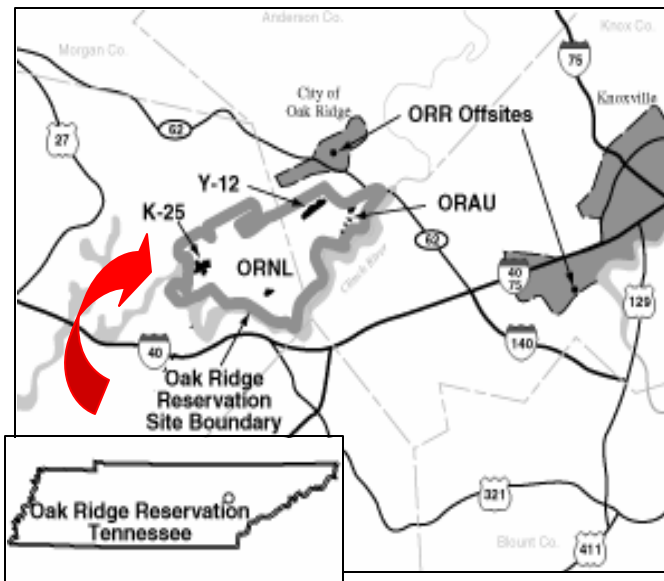 Anderson Co.
Knox Co.
Morgan Co.
75
City of
Oak Ridge
ORR Offsites
Knoxville
62
27
Y-12
K-25
ORAU
62
ORNL
Clinch River
40
75
129
40
140
Oak Ridge
Reservation
Site Boundary
321
Oak Ridge Reservation
Tennessee
Blount Co.
411